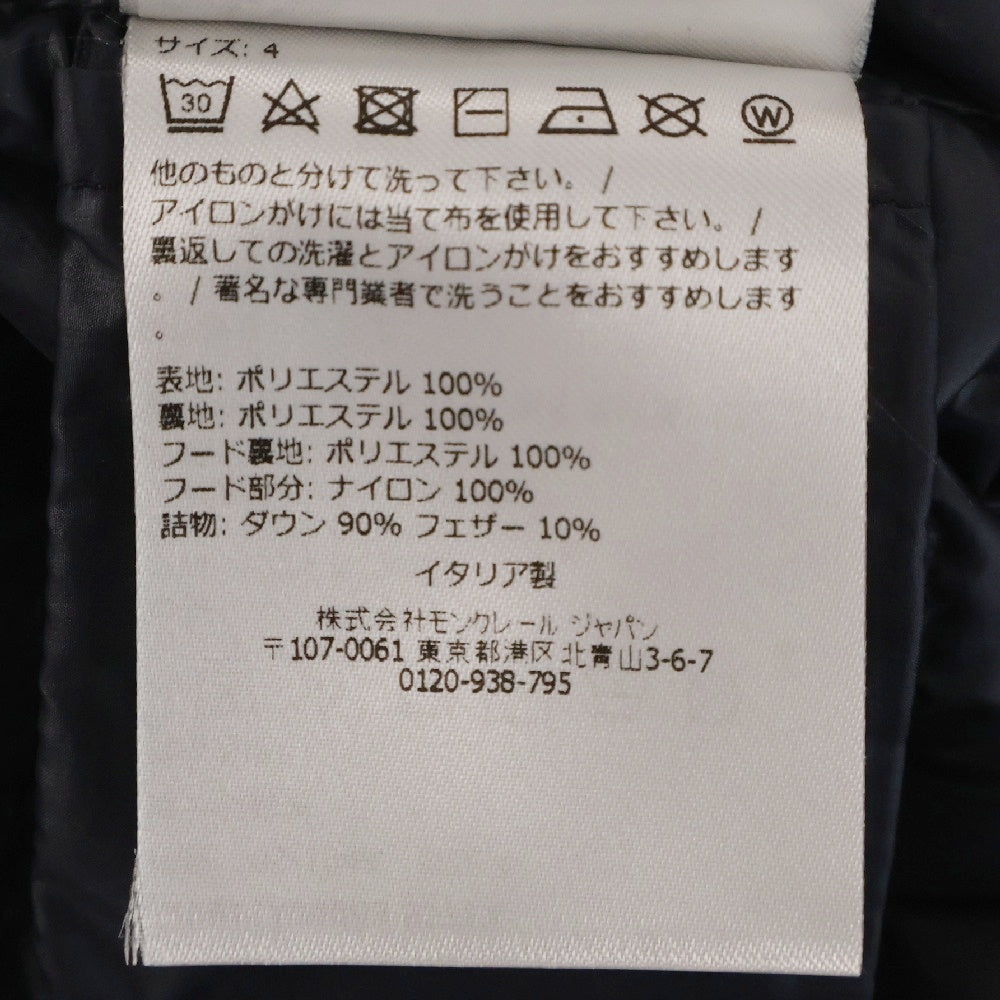 サイズ: 4
30
W
他のものと分けて洗って下さい。 /
アイロンがけには当て布を使用して下さい。 /
裏返しての洗濯とアイロンがけをおすすめします
。 / 著名な専門業者で洗うことをおすすめします
。
表地: ポリエステル 100%
裏地: ポリエステル 100%
フード裏地: ポリエステル 100%
フード部分: ナイロン 100%
詰物: ダウン 90% フェザー 10%
イタリア製
株式会社モンクレール ジャパン
〒107-0061 東京都港区北青山3-6-7
0120-938-795